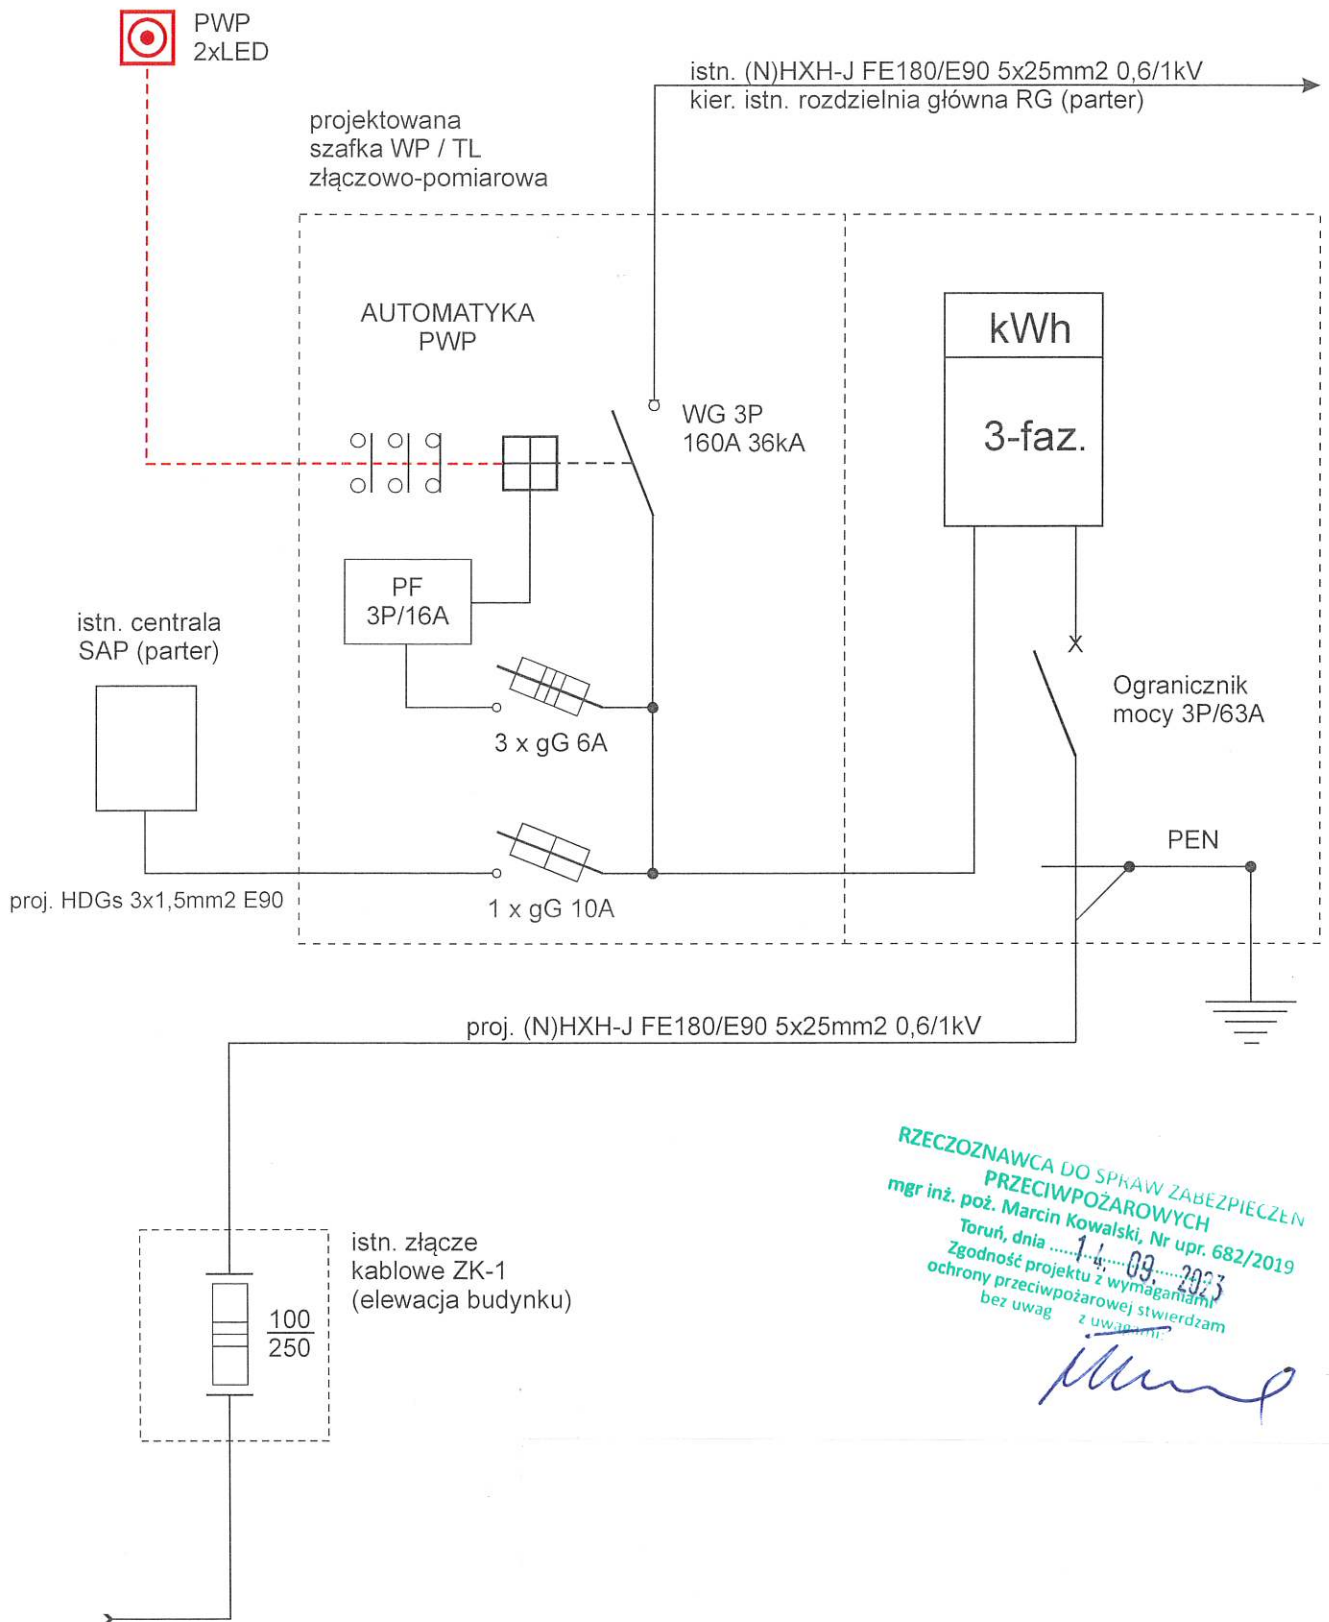 PWP
2xLED
istn. (N)HXH-J FE180/E90 5x25mm2 0,6/1kV
kier. istn. rozdzielnia główna RG (parter)
projektowana
szafka WP / TL
złączowo-pomiarowa
AUTOMATYKA
PWP
kWh
3-faz.
WG 3P
160A 36kA
PF
3P/16A
istn. centrala
SAP (parter)
3 x gG 6A
Ogranicznik
mocy 3P/63A
PEN
proj. HDGs 3x1,5mm2 E90
1 x gG 10A
proj. (N)HXH-J FE180/E90 5x25mm2 0,6/1kV
istn. złącze
kablowe ZK-1
(elewacja budynku)
100
250
RZECZOZNAWCA DO SPRAW ZABEZPIECZEŃ
PRZECIWPOŻAROWYCH
mgr inż. poż. Marcin Kowalski, Nr upr. 682/2019
Toruń, dnia 14. 09. 2023
Zgodność projektu z wymaganiami
ochrony przeciwpożarowej stwierdzam
bez uwag z uwagami: